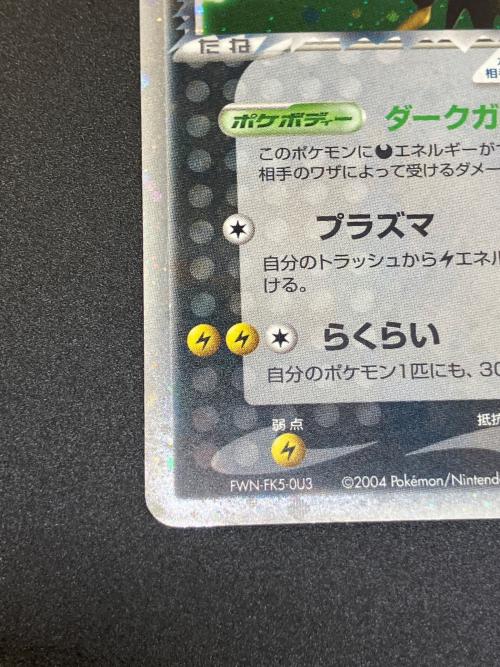 たね
相手
ポケボディー ダークガ
このポケモンに エネルギーが
相手のワザによって受けるダメー
プラズマ
自分のトラッシュから エネル
ける。
らくらい
自分のポケモン1匹にも、30
弱点
抵抗
FWN-FK5-0U3 ©2004 Pokémon/Nintend